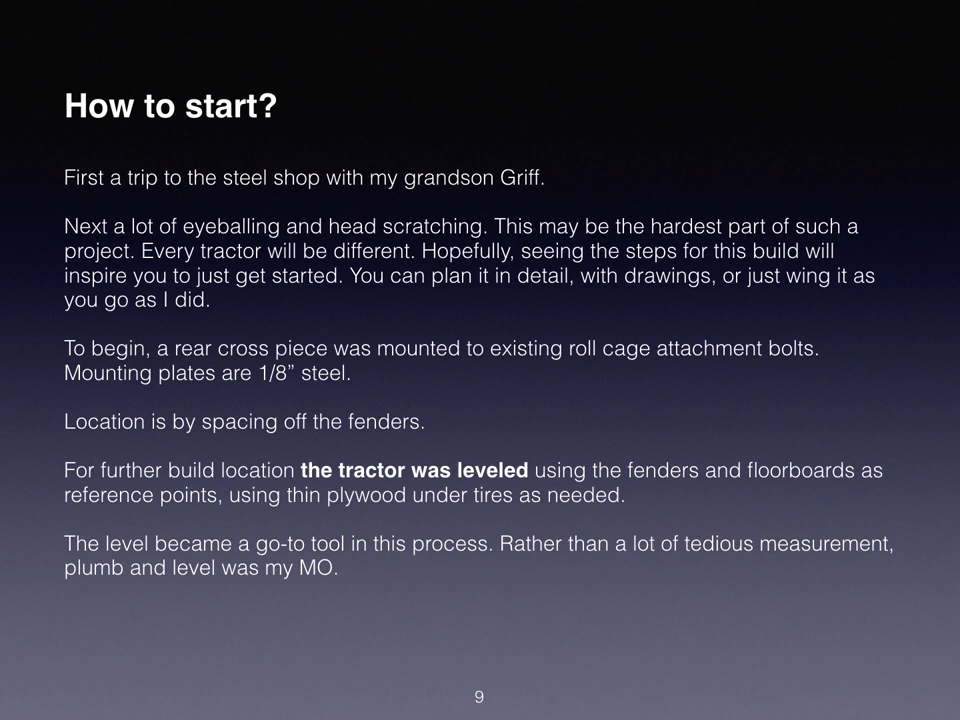 How to start?
First a trip to the steel shop with my grandson Griff.
Next a lot of eyeballing and head scratching. This may be the hardest part of such a
project. Every tractor will be different. Hopefully, seeing the steps for this build will
inspire you to just get started. You can plan it in detail, with drawings, or just wing it as
you go as I did.
To begin, a rear cross piece was mounted to existing roll cage attachment bolts.
Mounting plates are 1/8” steel.
Location is by spacing off the fenders.
For further build location the tractor was leveled using the fenders and floorboards as
reference points, using thin plywood under tires as needed.
The level became a go-to tool in this process. Rather than a lot of tedious measurement,
plumb and level was my MO.
9